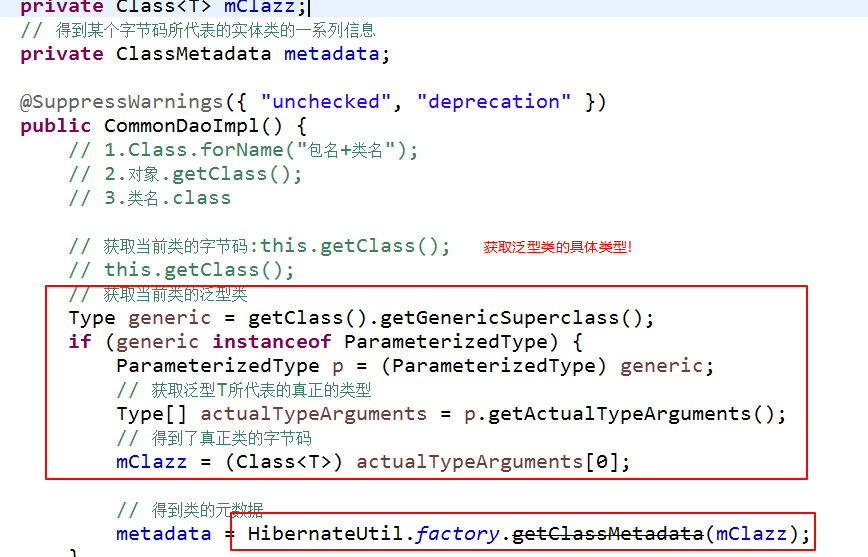 private Class<T> mClazz;
// 得到某个字节码所代表的实体类的一系列信息
private ClassMetadata metadata;
@SuppressWarnings({ "unchecked", "deprecation" })
public CommonDaoImpl() {
// 1.Class.forName("包名+类名");
// 2.对象.getClass();
// 3.类名.class
// 获取当前类的字节码:this.getClass(); 获取泛型类的具体类型!
// this.getClass();
// 获取当前类的泛型类
Type generic = getClass().getGenericSuperclass();
if (generic instanceof ParameterizedType) {
ParameterizedType p = (ParameterizedType) generic;
// 获取泛型T所代表的真正的类型
Type[] actualTypeArguments = p.getActualTypeArguments();
// 得到了真正类的字节码
mClazz = (Class<T>) actualTypeArguments[0];
// 得到类的元数据
metadata = HibernateUtil.factory.getClassMetadata(mClazz);
}